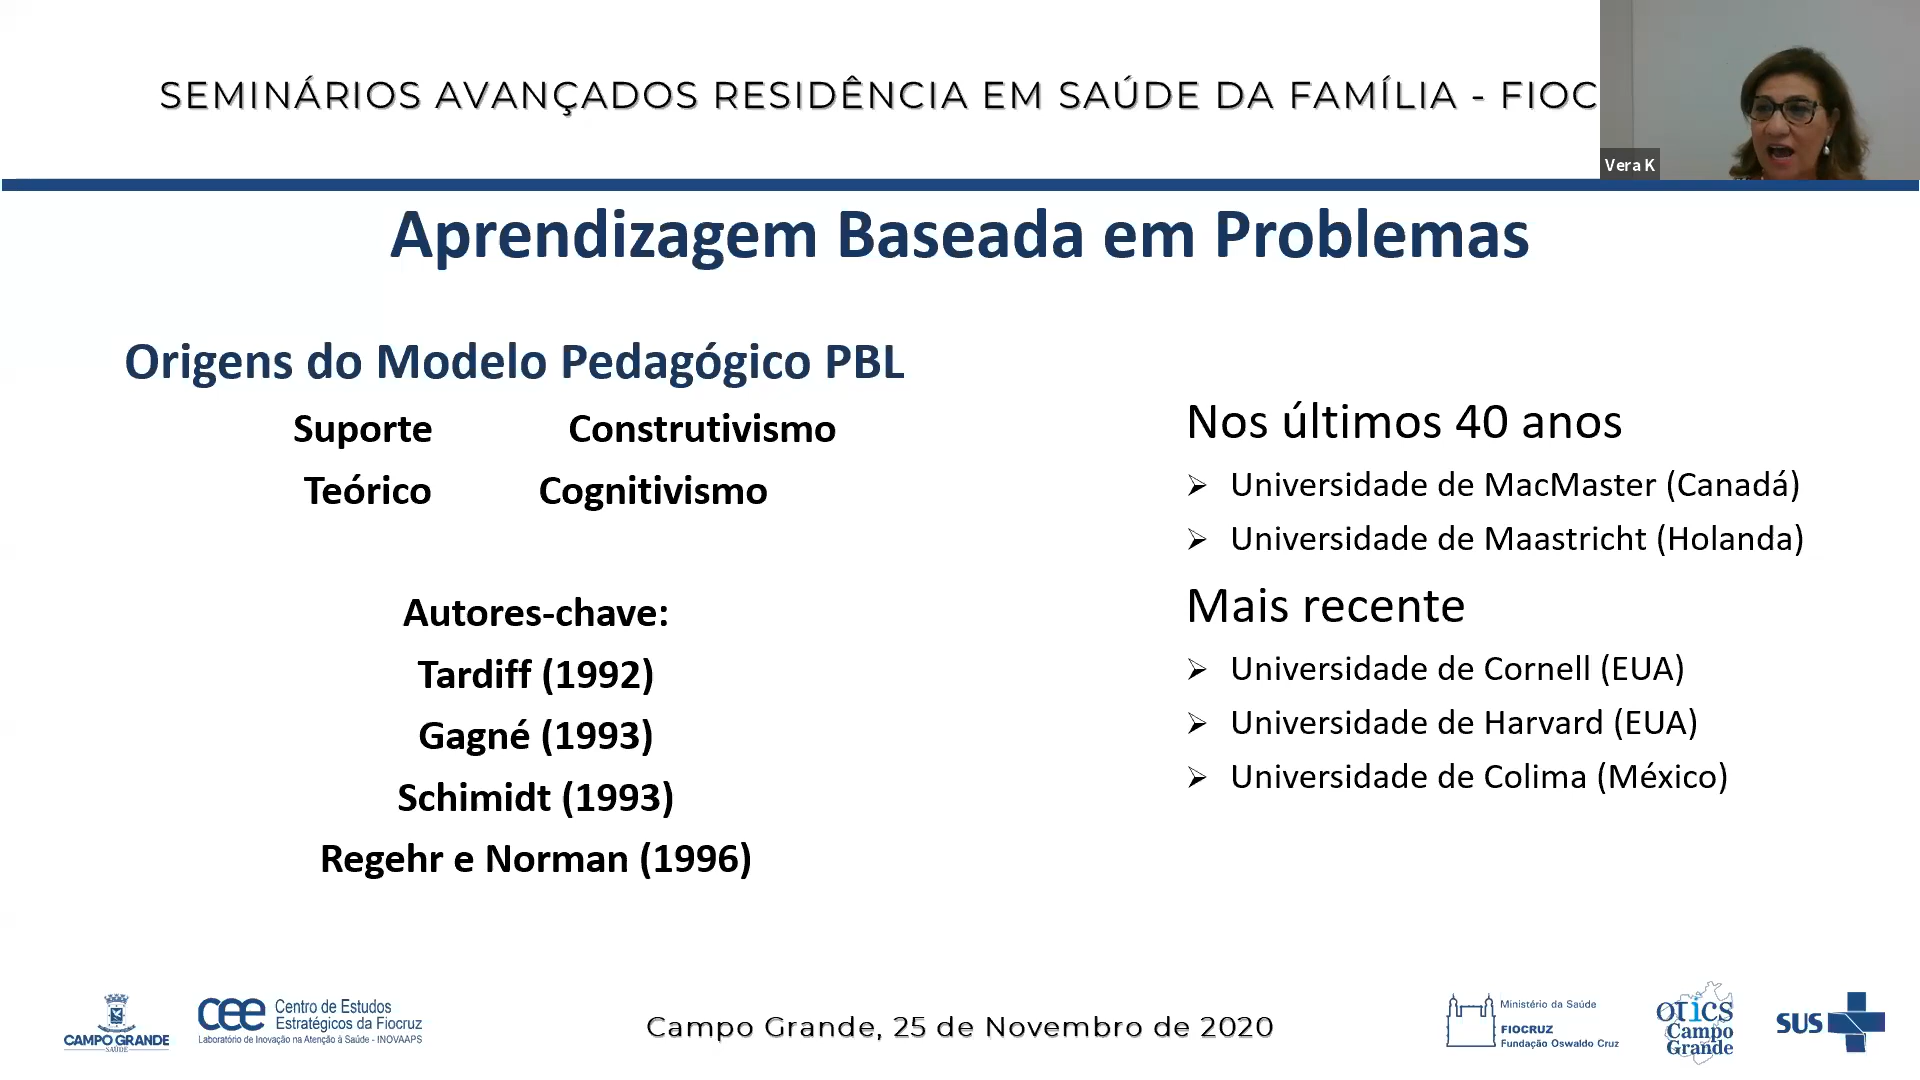 SEMINÁRIOS AVANÇADOS RESIDÊNCIA EM SAÚDE DA FAMÍLIA - FIOC
Vera K
Aprendizagem Baseada em Problemas
Origens do Modelo Pedagógico PBL
Suporte Construtivismo
Teórico Cognitivismo
Autores-chave:
Tardiff (1992)
Gagné (1993)
Schimidt (1993)
Regehr e Norman (1996)
Nos últimos 40 anos
Universidade de MacMaster (Canadá)
Universidade de Maastricht (Holanda)
Mais recente
Universidade de Cornell (EUA)
Universidade de Harvard (EUA)
Universidade de Colima (México)
CAMPO GRANDE
SAÚDE
cee Centro de Estudos
Estratégicos da Fiocruz
Laboratório de Inovação na Atenção à Saúde - INOVAAPS
Campo Grande, 25 de Novembro de 2020
Ministério da Saúde
FIOCRUZ
Fundação Oswaldo Cruz
OTICS
Campo
Grande
SUS